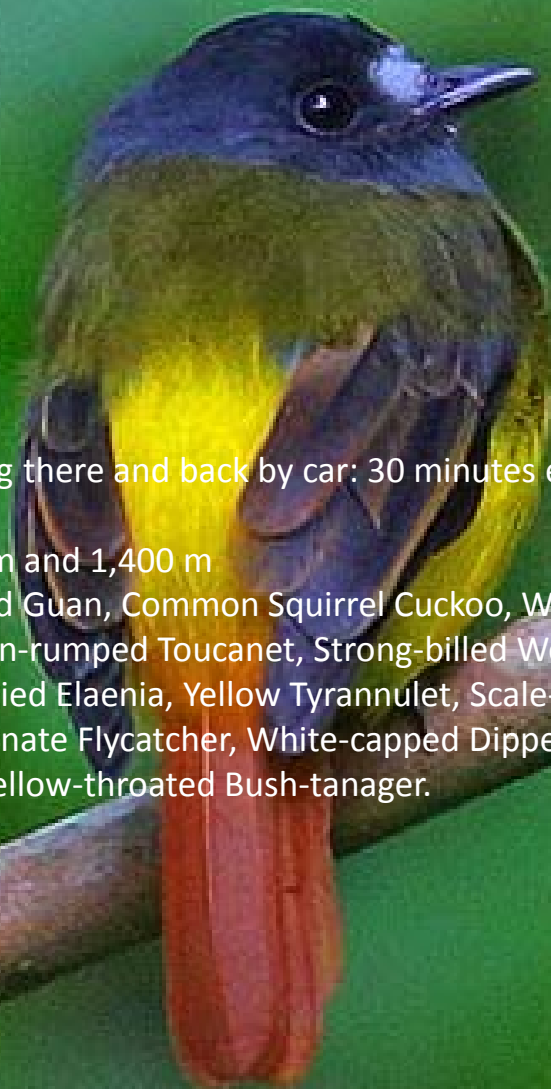 g there and back by car: 30 minutes e
m and 1,400 m
d Guan, Common Squirrel Cuckoo, W
n-rumped Toucanet, Strong-billed Wo
ied Elaenia, Yellow Tyrannulet, Scale-
nate Flycatcher, White-capped Dippe
ellow-throated Bush-tanager.